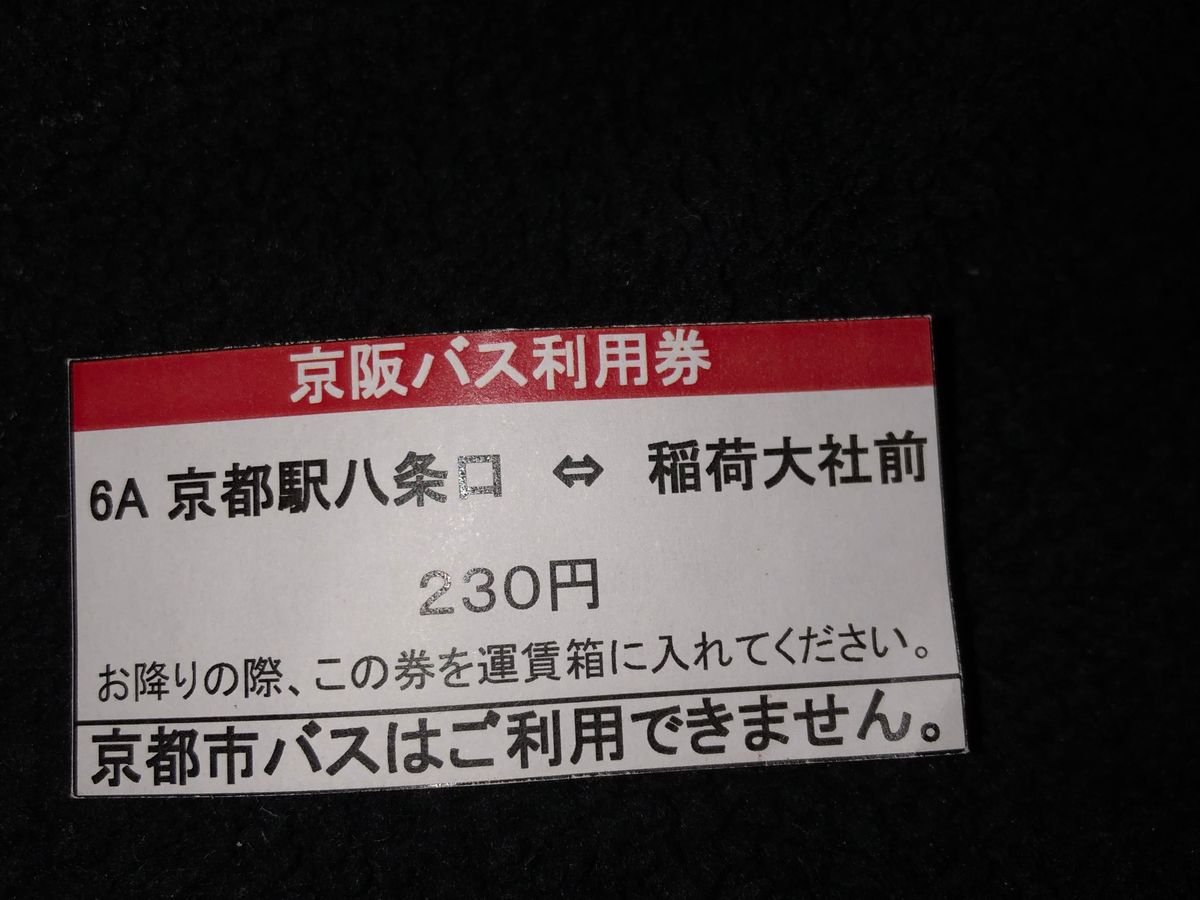 京阪バス利用券
6A 京都駅八条口 ⇔ 稲荷大社前
230円
お降りの際、この券を運賃箱に入れてください。
京都市バスはご利用できません。